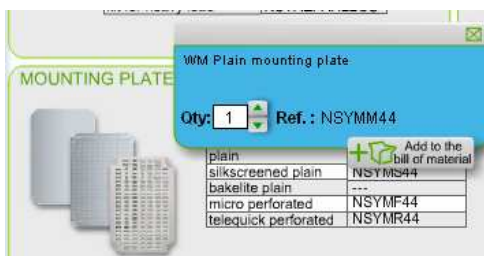 WM Plain mounting plate
MOUNTING PLATE
Qty: 1 Ref. : NSYMM44
Add to the
bill of material
plain
silkscreened plain NSYMS44
bakelite plain ---
micro perforated NSYMF44
telequick perforated NSYMR44